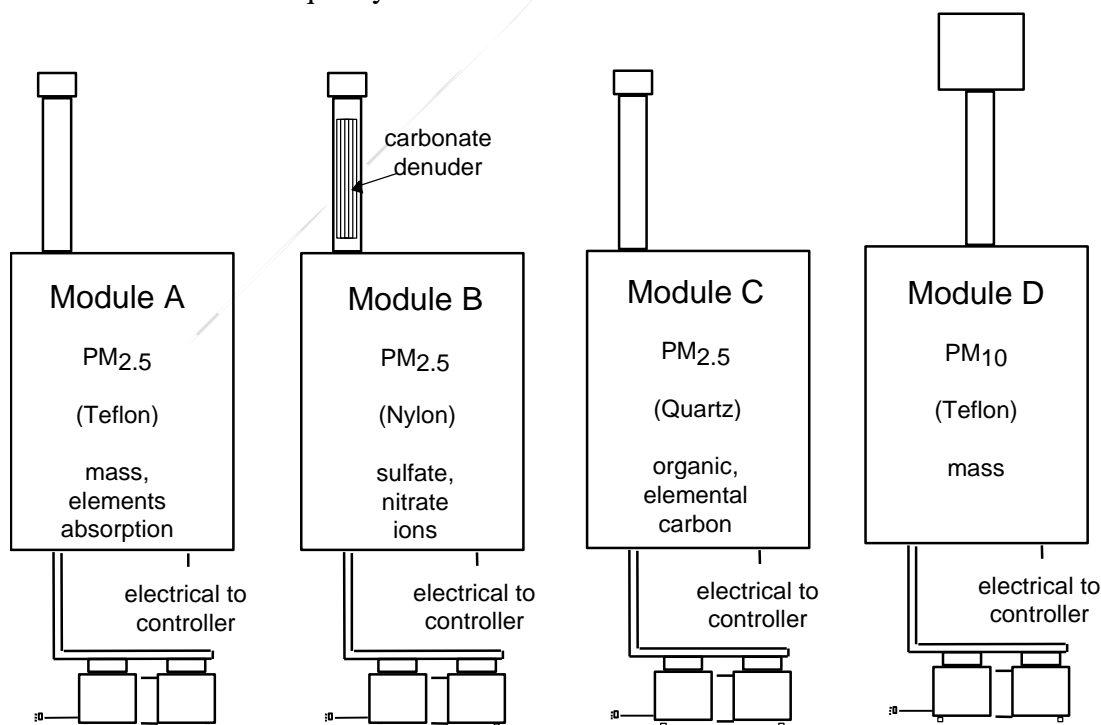 carbonate
denuder
Module A
PM2.5
(Teflon)
mass,
elements
absorption
electrical to
controller
Module B
PM2.5
(Nylon)
sulfate,
nitrate
ions
electrical to
controller
Module C
PM2.5
(Quartz)
organic,
elemental
carbon
electrical to
controller
Module D
PM10
(Teflon)
mass
electrical to
controller